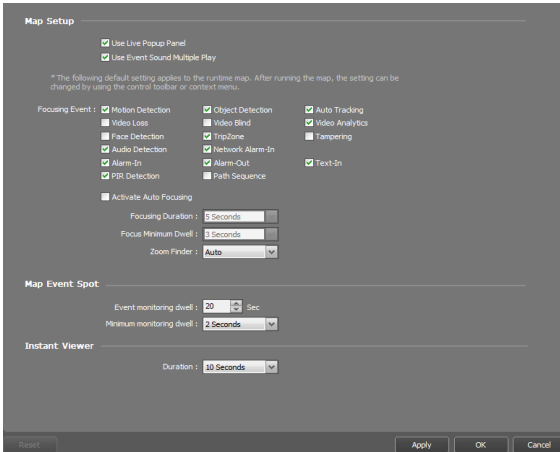 Map Setup
Use Live Popup Panel
Use Event Sound Multiple Play
* The following default setting applies to the runtime map. After running the map, the setting can be
changed by using the control toolbar or context menu.
Focusing Event : Motion Detection Object Detection Auto Tracking
Video Loss Video Blind Video Analytics
Face Detection TripZone Tampering
Audio Detection Network Alarm-In
Alarm-In Alarm-Out Text-In
PIR Detection Path Sequence
Activate Auto Focusing
Focusing Duration : 5 Seconds
Focus Minimum Dwell : 3 Seconds
Zoom Finder : Auto
Map Event Spot
Event monitoring dwell : 20 Sec
Minimum monitoring dwell : 2 Seconds
Instant Viewer
Duration : 10 Seconds
Reset Apply OK Cancel